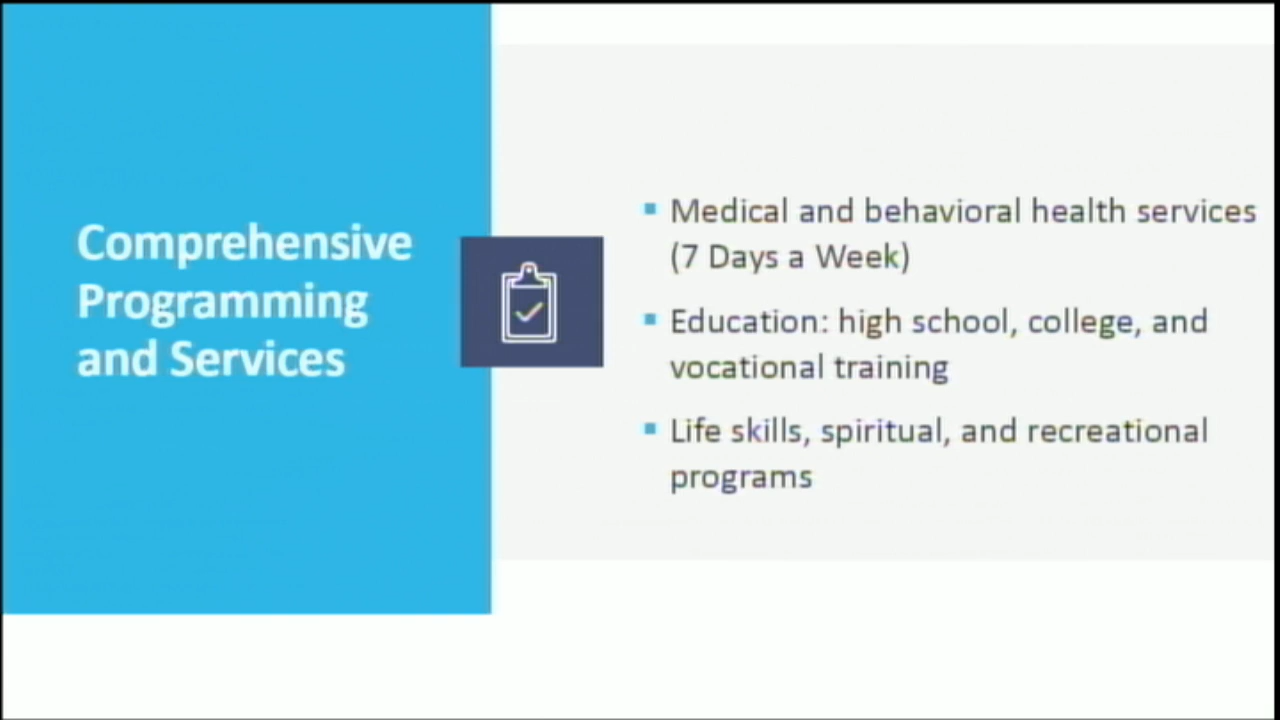 Comprehensive
Programming
and Services
Medical and behavioral health services
(7 Days a Week)
Education: high school, college, and
vocational training
Life skills, spiritual, and recreational
programs